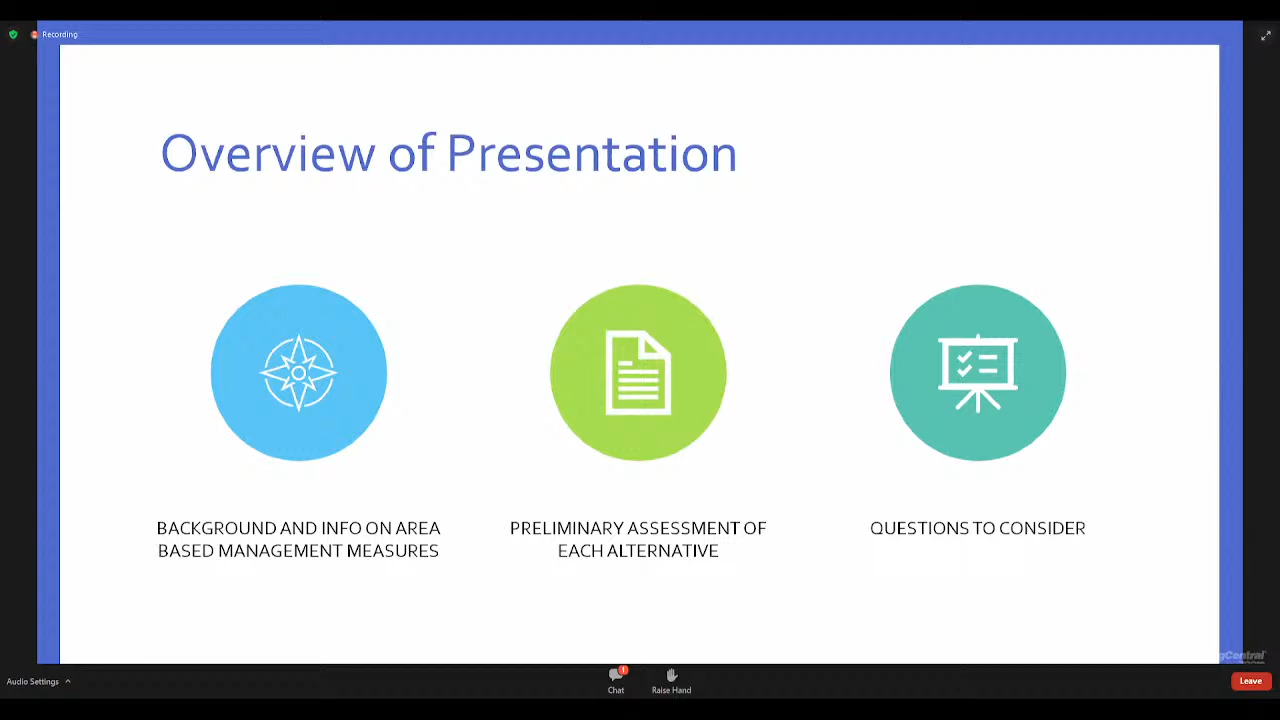 Recording
Overview of Presentation
BACKGROUND AND INFO ON AREA
BASED MANAGEMENT MEASURES
PRELIMINARY ASSESSMENT OF
EACH ALTERNATIVE
QUESTIONS TO CONSIDER
Audio Settings
1
Chat
Raise Hand
Leave